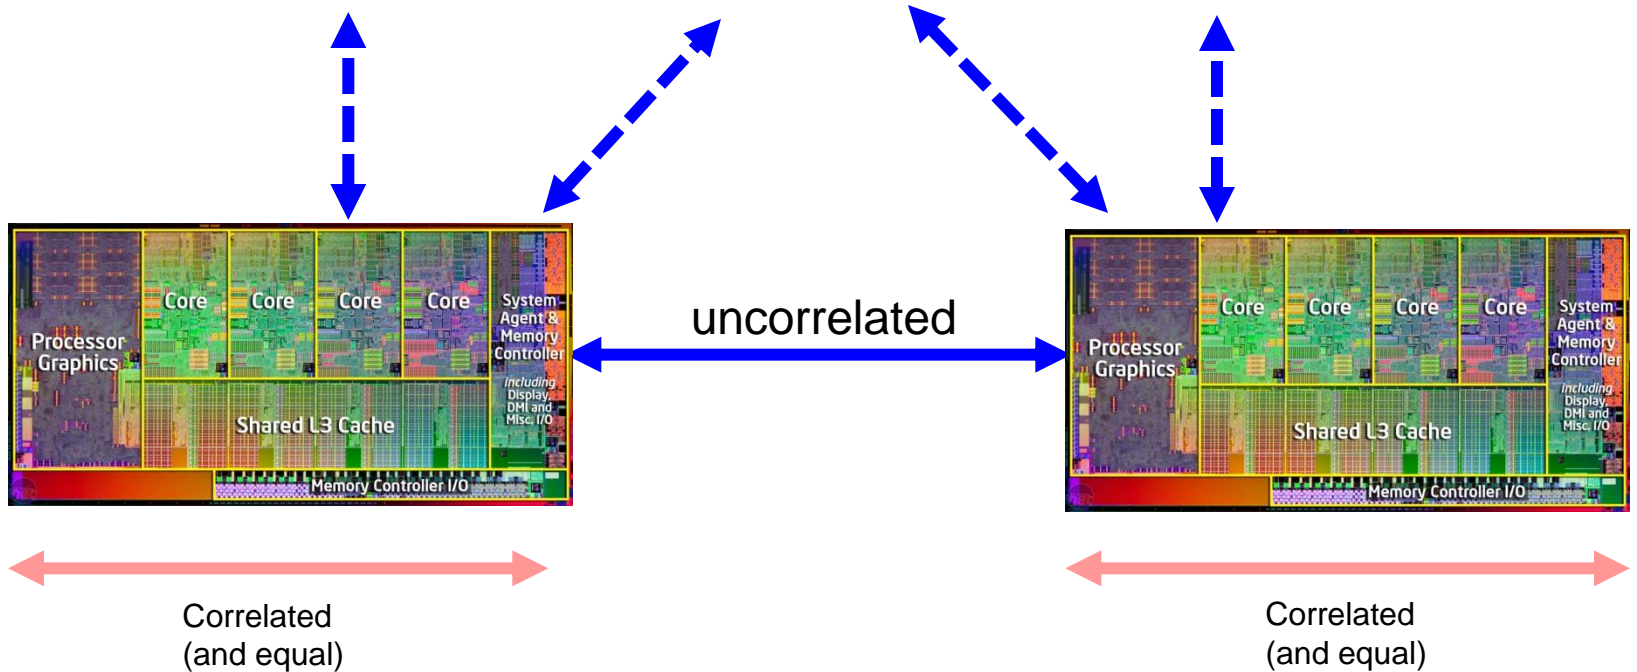 uncorrelated
Core
Core
Core
Core
Processor
Graphics
System
Agent &
Memory
Controller
Including
Display,
DMI and
Misc. I/O
Shared L3 Cache
Memory Controller I/O
Core
Core
Core
Core
Processor
Graphics
System
Agent &
Memory
Controller
Including
Display,
DMI and
Misc. I/O
Shared L3 Cache
Memory Controller I/O
Correlated
(and equal)
Correlated
(and equal)